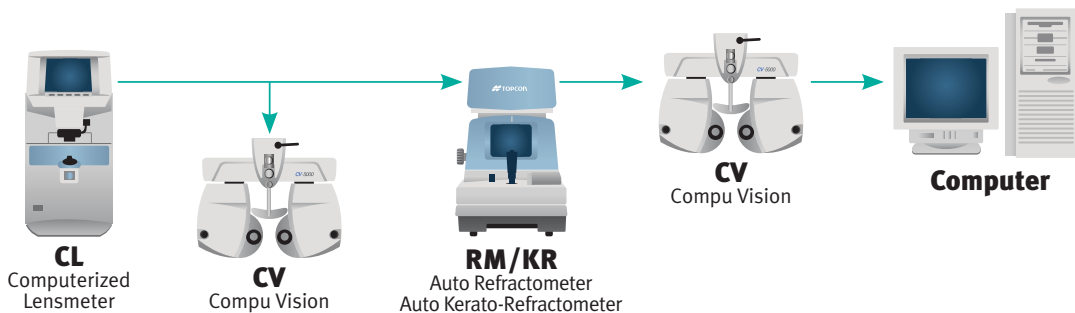 TOPCON
CV-5000
CV-5000
CL
Computerized
Lensmeter
CV
Compu Vision
RM/KR
Auto Refractometer
Auto Kerato-Refractometer
CV
Compu Vision
Computer